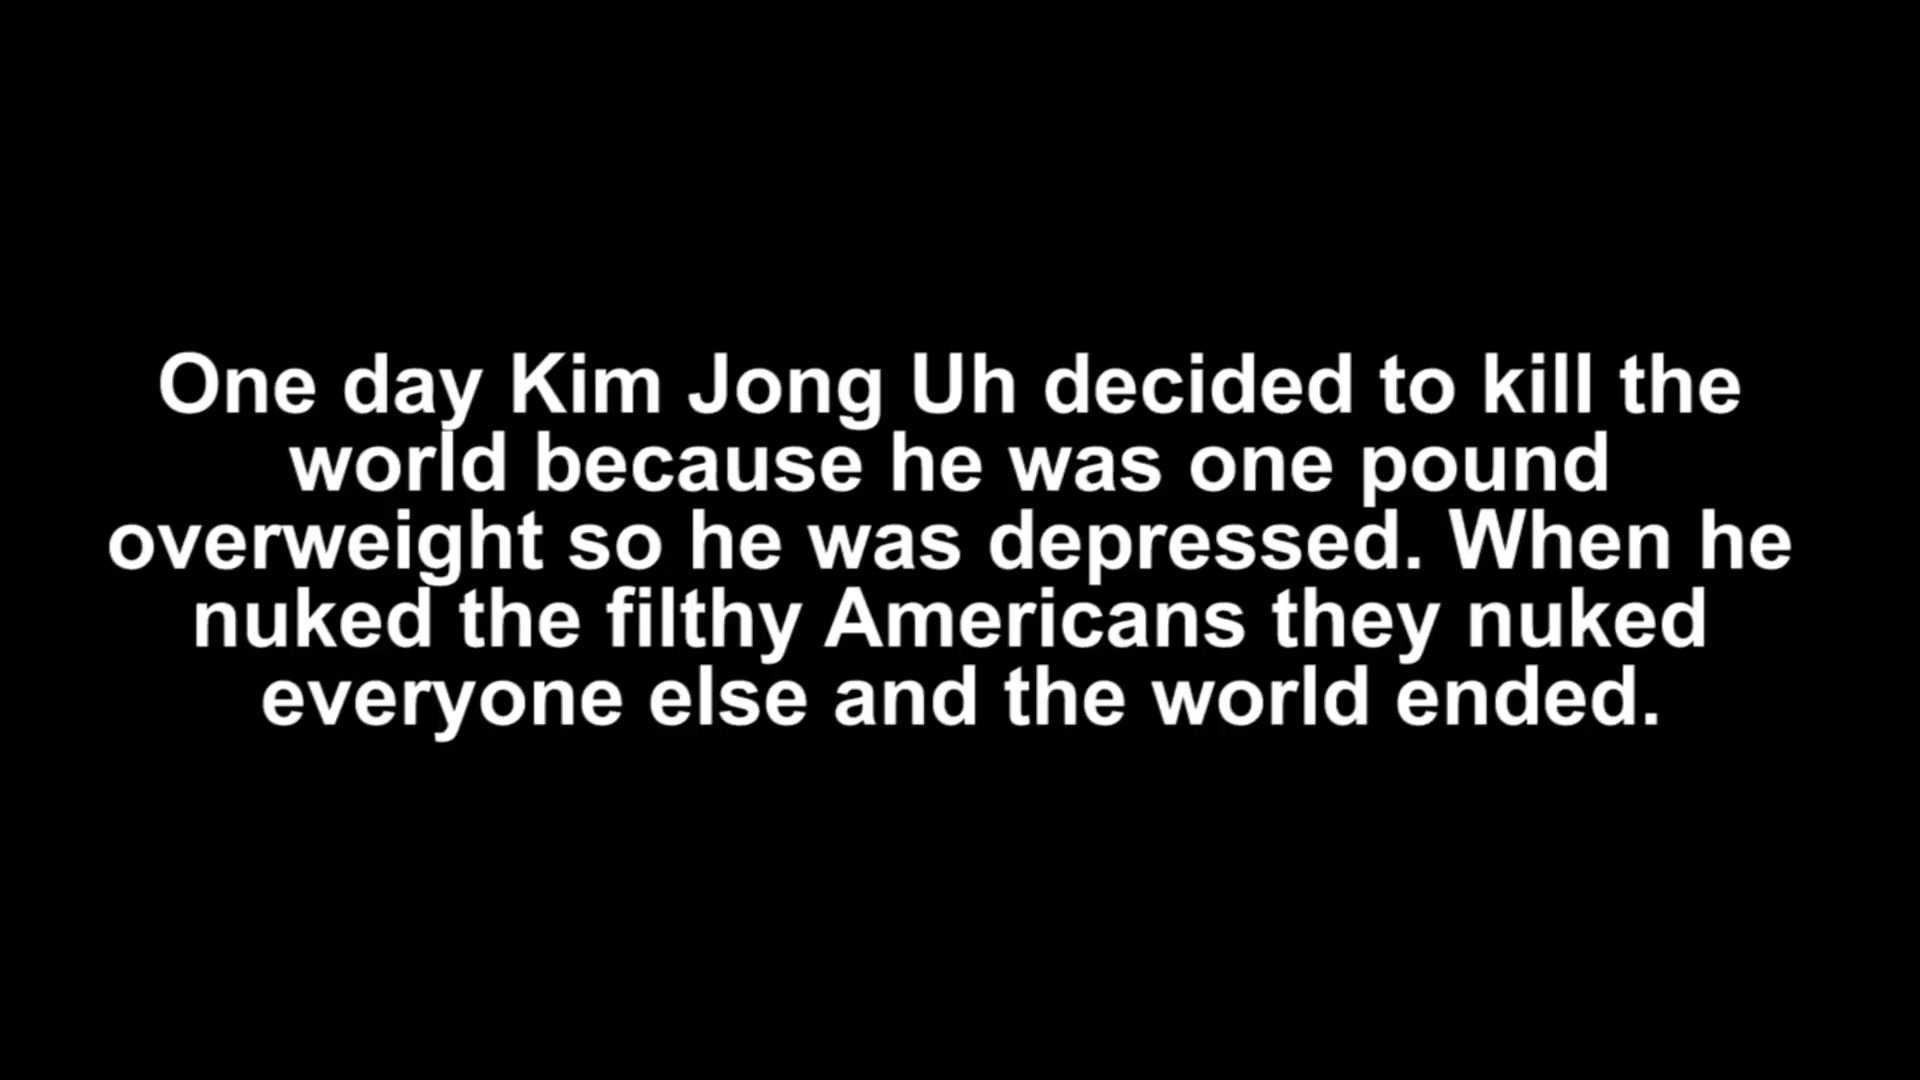 One day Kim Jong Uh decided to kill the
world because he was one pound
overweight so he was depressed. When he
nuked the filthy Americans they nuked
everyone else and the world ended.